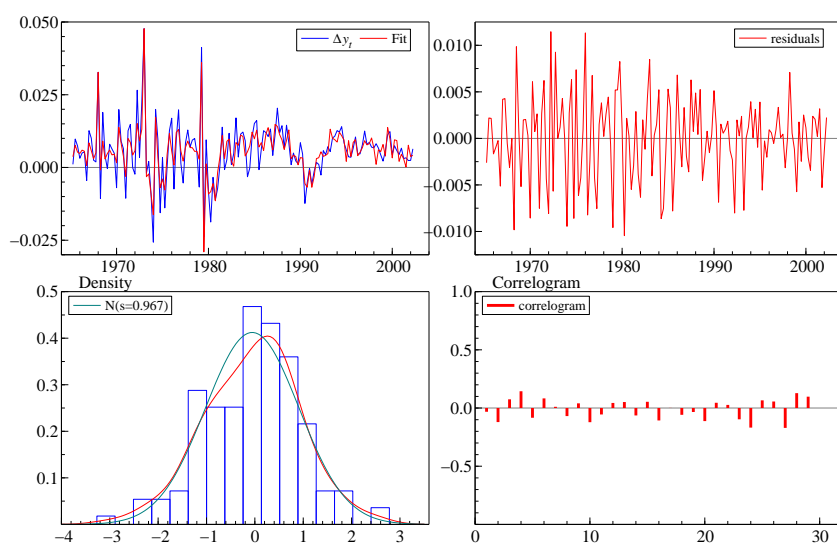 Δy_t Fit
0.050
0.025
0.000
−0.025
1970 1980 1990 2000
residuals
0.010
0.005
0.000
−0.005
−0.010
1970 1980 1990 2000
Density
N(s=0.967)
0.5
0.4
0.3
0.2
0.1
−4 −3 −2 −1 0 1 2 3
Correlogram
correlogram
1.0
0.5
0.0
−0.5
0 10 20 30